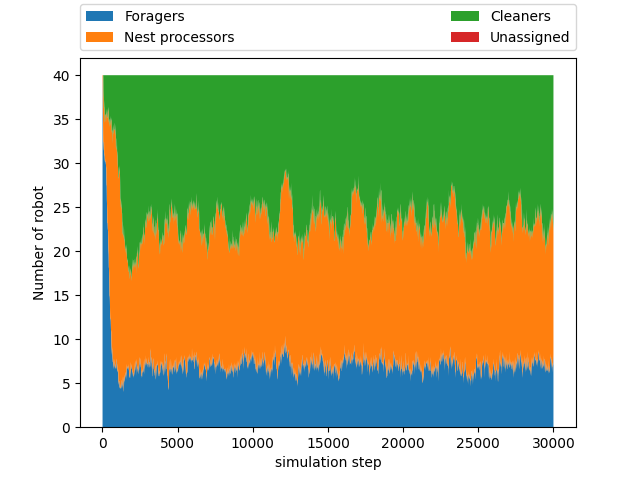 Foragers
Nest processors
Cleaners
Unassigned
40
35
30
25
20
15
10
5
0
Number of robot
0 5000 10000 15000 20000 25000 30000
simulation step